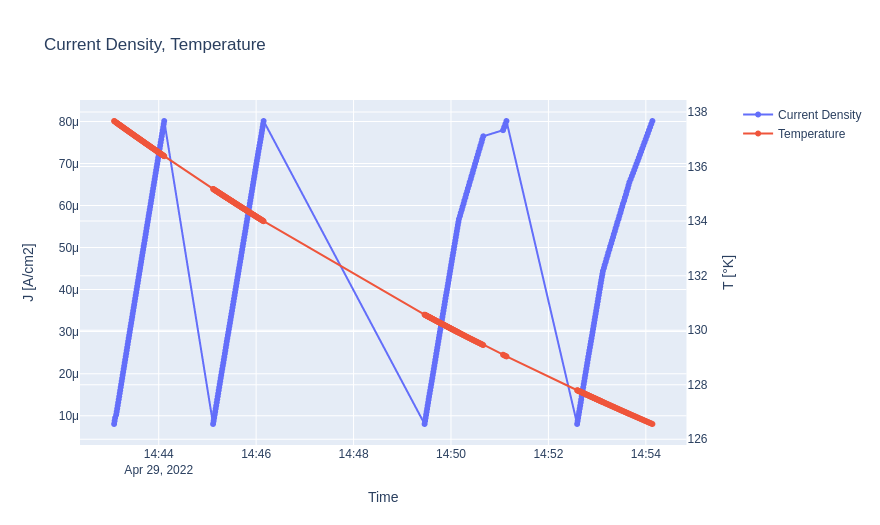 Current Density, Temperature
Current Density
Temperature
80μ
70μ
60μ
50μ
40μ
30μ
20μ
10μ
J [A/cm2]
138
136
134
132
130
128
126
T [°K]
14:44
14:46
14:48
14:50
14:52
14:54
Apr 29, 2022
Time